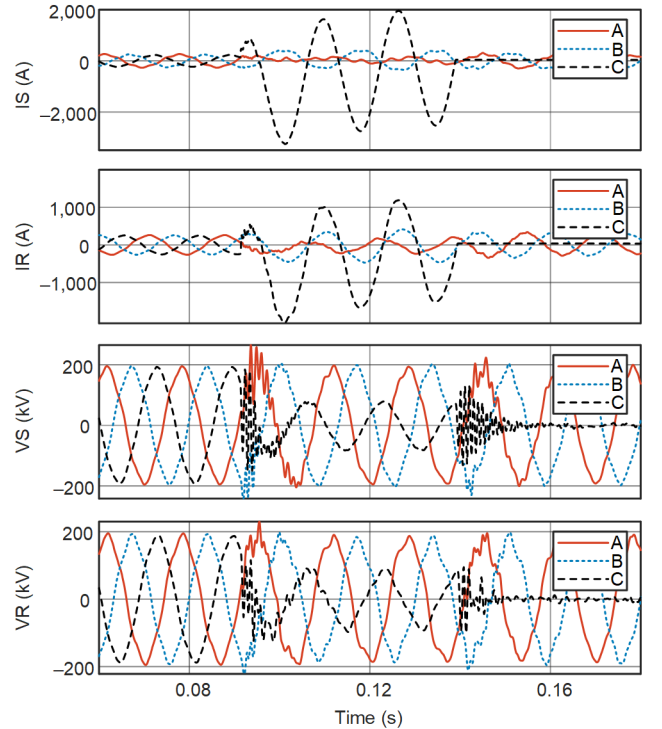 2,000
0
–2,000
IS (A)
A
B
C
1,000
0
–1,000
IR (A)
A
B
C
200
0
–200
VS (kV)
A
B
C
200
0
–200
VR (kV)
A
B
C
0.08
0.12
0.16
Time (s)